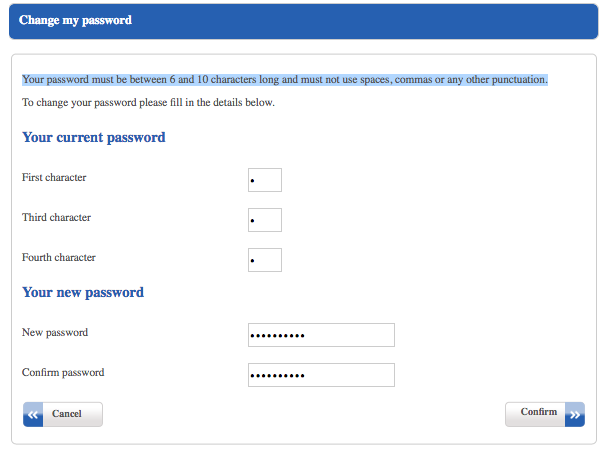 Change my password
Your password must be between 6 and 10 characters long and must not use spaces, commas or any other punctuation.
To change your password please fill in the details below.
Your current password
First character
•
Third character
•
Fourth character
•
Your new password
New password
••••••••••
Confirm password
••••••••••
« Cancel
Confirm »